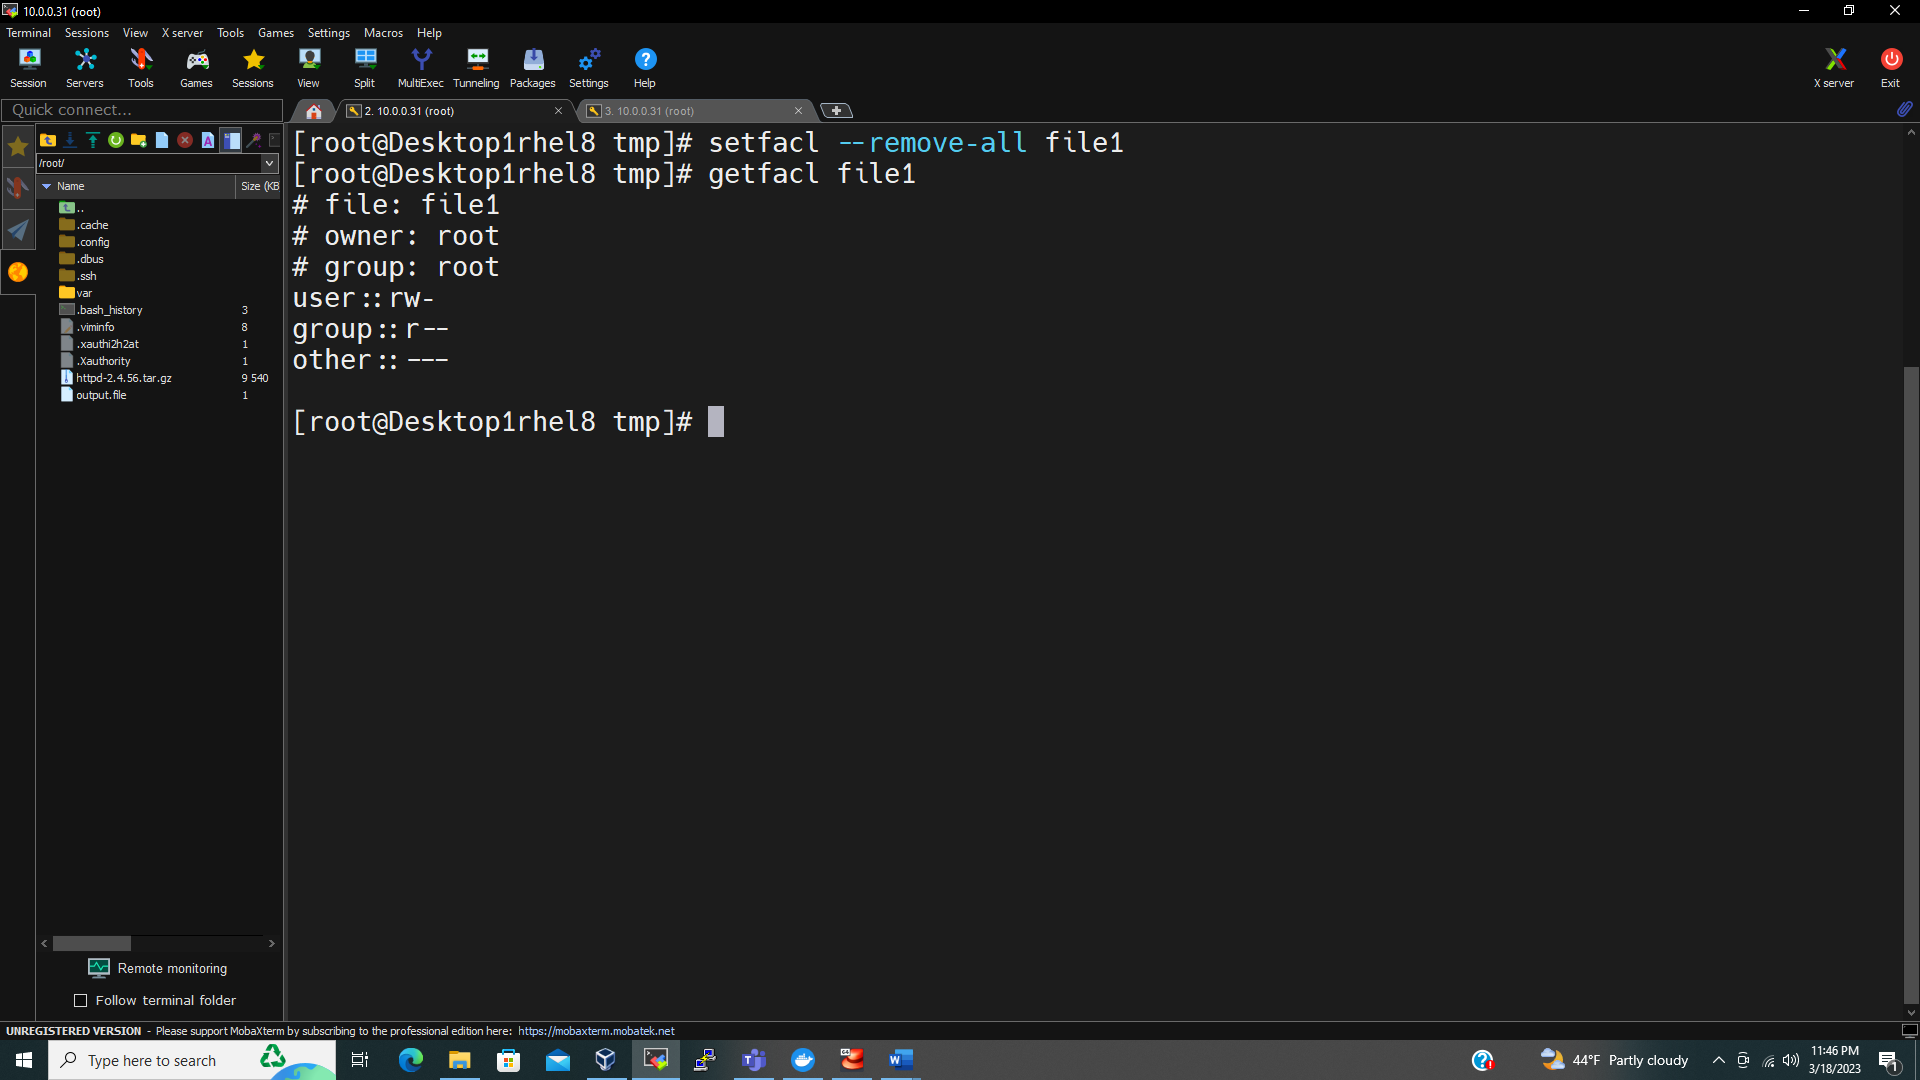 10.0.0.31 (root)
Terminal Sessions View X server Tools Games Settings Macros Help
Session Servers Tools Games Sessions View Split MultiExec Tunneling Packages Settings Help X server Exit
Quick connect...
2. 10.0.0.31 (root)
3. 10.0.0.31 (root)
/root/
Name Size (KB
..
.cache
.config
.dbus
.ssh
var
.bash_history 3
.viminfo 8
.xauthi2h2at 1
.Xauthority 1
httpd-2.4.56.tar.gz 9 540
output.file 1
Remote monitoring
Follow terminal folder
[root@Desktop1rhel8 tmp]# setfacl --remove-all file1
[root@Desktop1rhel8 tmp]# getfacl file1
# file: file1
# owner: root
# group: root
user::rw-
group::r--
other::---
[root@Desktop1rhel8 tmp]#
UNREGISTERED VERSION - Please support MobaXterm by subscribing to the professional edition here: https://mobaxterm.mobatek.net
Type here to search
44°F Partly cloudy
11:46 PM
3/18/2023
1